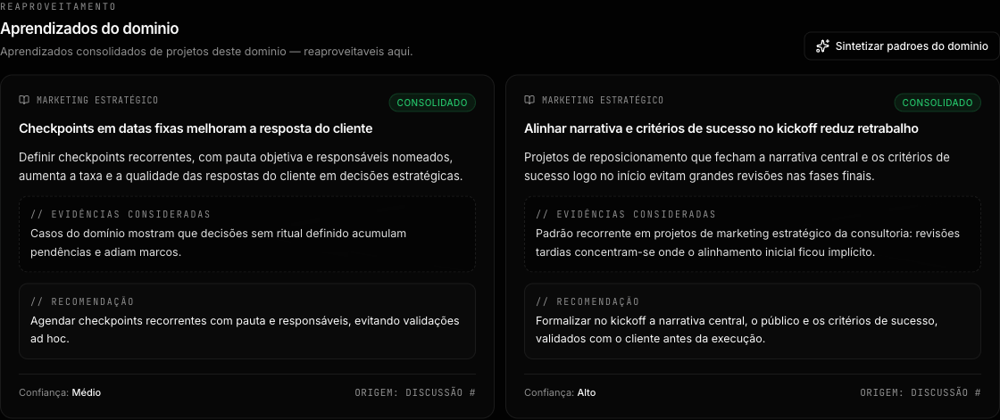 REAPROVEITAMENTO
Aprendizados do dominio
Aprendizados consolidados de projetos deste dominio — reaproveitaveis aqui.
Sintetizar padroes do dominio
MARKETING ESTRATÉGICO
CONSOLIDADO
Checkpoints em datas fixas melhoram a resposta do cliente
Definir checkpoints recorrentes, com pauta objetiva e responsáveis nomeados,
aumenta a taxa e a qualidade das respostas do cliente em decisões estratégicas.
// EVIDÊNCIAS CONSIDERADAS
Casos do domínio mostram que decisões sem ritual definido acumulam
pendências e adiam marcos.
// RECOMENDAÇÃO
Agendar checkpoints recorrentes com pauta e responsáveis, evitando validações
ad hoc.
Confiança: Médio
ORIGEM: DISCUSSÃO #
MARKETING ESTRATÉGICO
CONSOLIDADO
Alinhar narrativa e critérios de sucesso no kickoff reduz retrabalho
Projetos de reposicionamento que fecham a narrativa central e os critérios de
sucesso logo no início evitam grandes revisões nas fases finais.
// EVIDÊNCIAS CONSIDERADAS
Padrão recorrente em projetos de marketing estratégico da consultoria: revisões
tardias concentram-se onde o alinhamento inicial ficou implícito.
// RECOMENDAÇÃO
Formalizar no kickoff a narrativa central, o público e os critérios de sucesso,
validados com o cliente antes da execução.
Confiança: Alto
ORIGEM: DISCUSSÃO #